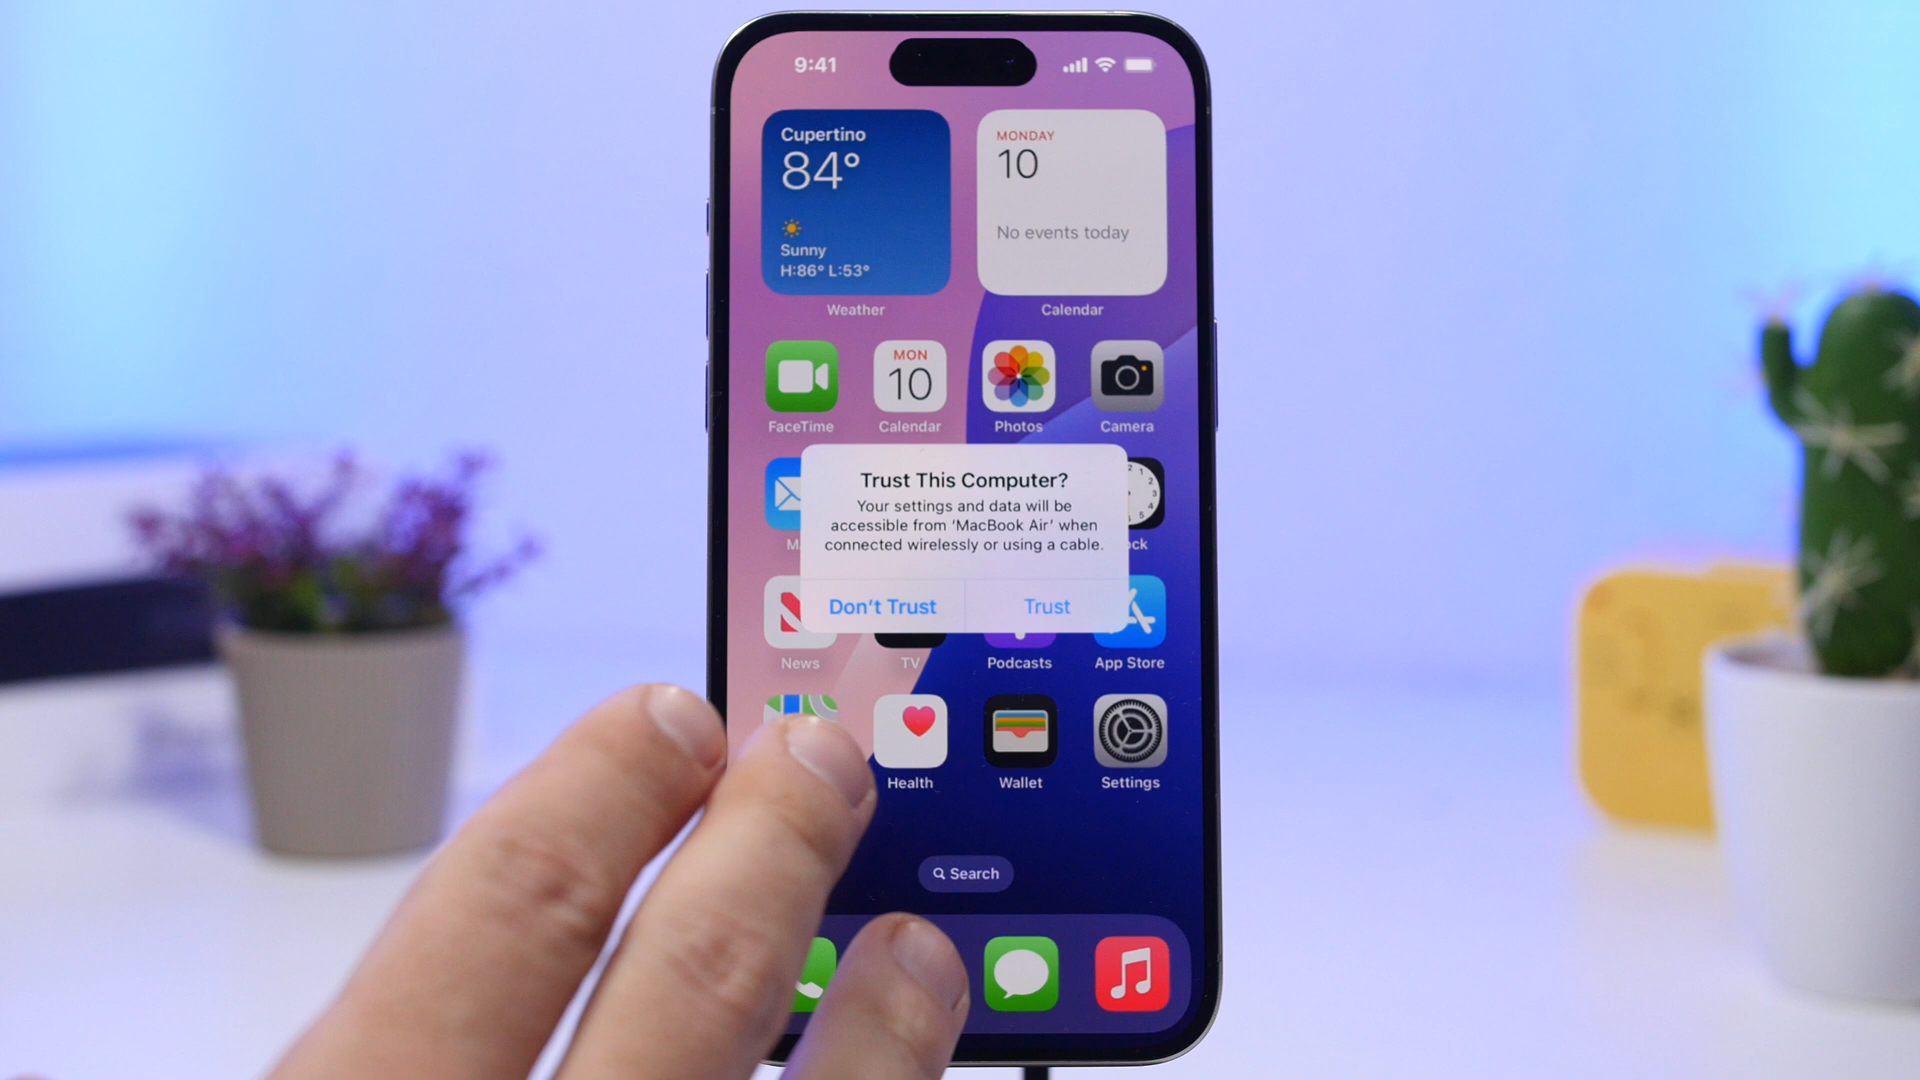 9:41
Cupertino
84°
Sunny
H:86° L:53°
Weather
MONDAY
10
No events today
Calendar
FaceTime
MON
10
Calendar
Photos
Camera
Trust This Computer?
Your settings and data will be
accessible from ‘MacBook Air’ when
connected wirelessly or using a cable.
Don’t Trust
Trust
News
TV
Podcasts
App Store
Health
Wallet
Settings
Search